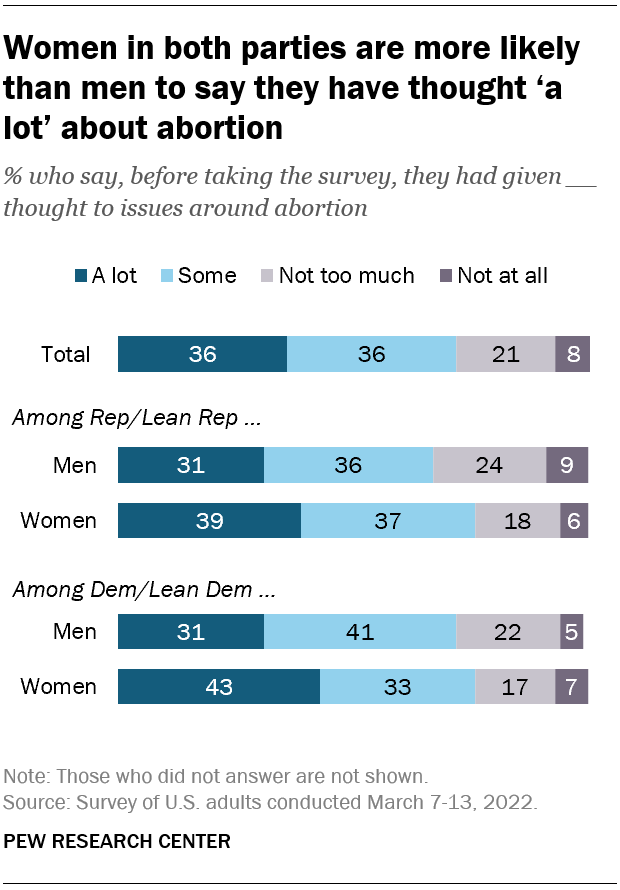 Women in both parties are more likely
than men to say they have thought ‘a
lot’ about abortion
% who say, before taking the survey, they had given __
thought to issues around abortion
A lot Some Not too much Not at all
Total 36 36 21 8
Among Rep/Lean Rep ...
Men 31 36 24 9
Women 39 37 18 6
Among Dem/Lean Dem ...
Men 31 41 22 5
Women 43 33 17 7
Note: Those who did not answer are not shown.
Source: Survey of U.S. adults conducted March 7-13, 2022.
PEW RESEARCH CENTER